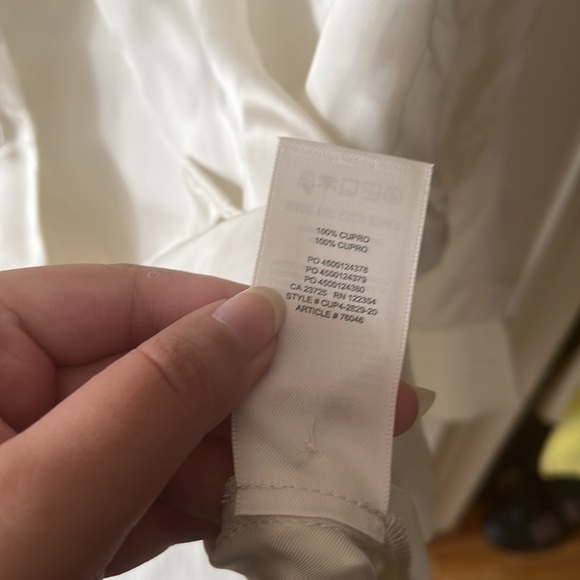 100% CUPRO
100% CUPRO
PO 4500124378
PO 4500124379
PO 4500124380
CA 23725 RN 122354
STYLE # CUP4-2829-20
ARTICLE # 76046